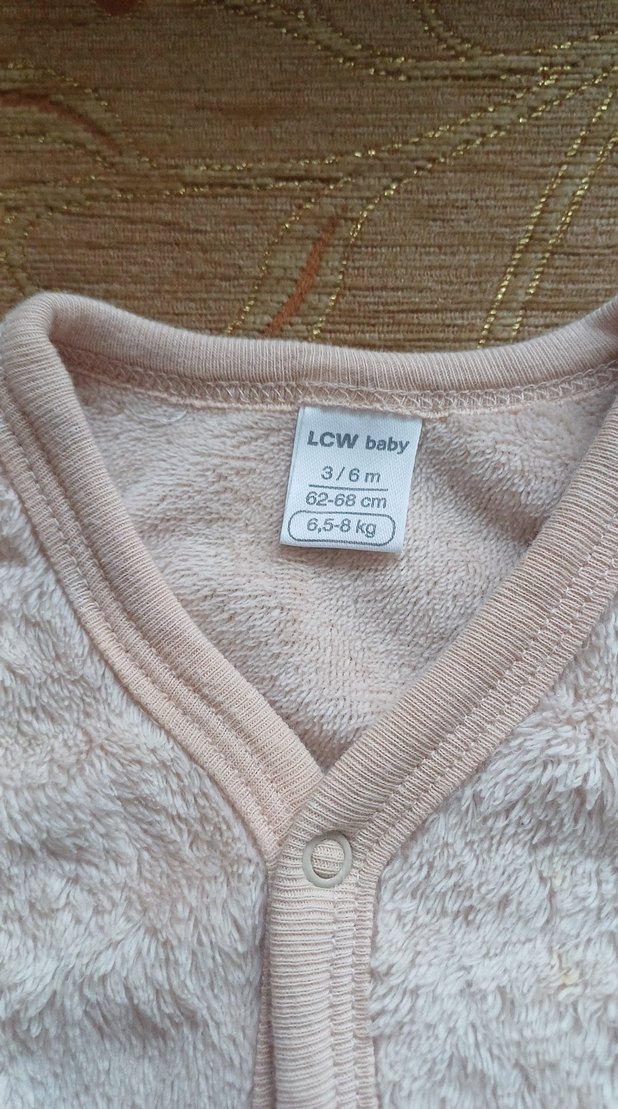 LCW baby
3 / 6 m
62-68 cm
6,5-8 kg